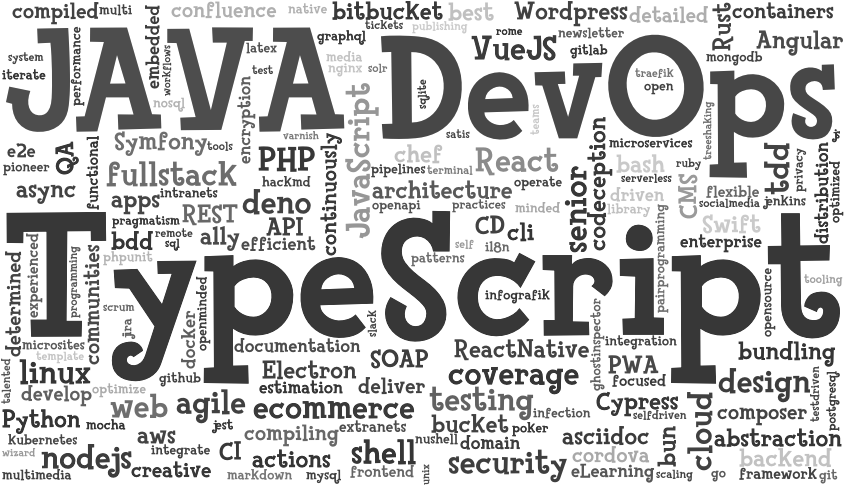 compiled
multi
confluence
native
bitbucket
best
Wordpress
detailed
Rust
containers
embedded
graphql
tickets
publishing
rome
newsletter
Angular
JAVA
DevOps
VueJS
gitlab
mongodb
system
iterate
performance
workflows
latex
test
media
nginx
solr
sqlite
traefik
open
nosql
encryption
varnish
satis
teams
treeshaking
js
e2e
pioneer
QA
functional
Symfony
tools
PHP
continuously
JavaScript
chef
pipelines
terminal
React
codeception
microservices
bash
ruby
serverless
tdd
privacy
distribution
optimized
async
fullstack
hackmd
architecture
operate
senior
driven
library
CMS
flexible
socialmedia
jenkins
apps
intranets
deno
openapi
practices
minded
pragmatism
REST
API
CD
cli
Swift
bdd
remote
sql
ally
efficient
self
il8n
enterprise
phpunit
patterns
pairprogramming
TypeScript
determined
experienced
programming
communities
infografik
opensource
tooling
scrum
jira
docker
openminded
slack
ghostinspector
microsites
template
documentation
SOAP
ReactNative
integration
bundling
talented
linux
github
Electron
estimation
deliver
coverage
PWA
focused
design
testdriven
postgresql
develop
optimize
web
agile
ecommerce
testing
infection
Cypress
selfdriven
cloud
composer
Python
mocha
jest
compiling
extranets
bucket
poker
kubernetes
aws
nushell
domain
asciidoc
bun
abstraction
wizard
nodejs
integrate
CI
actions
shell
security
cordova
backend
multimedia
creative
markdown
mysql
frontend
unix
eLearning
scaling
go
framework
git